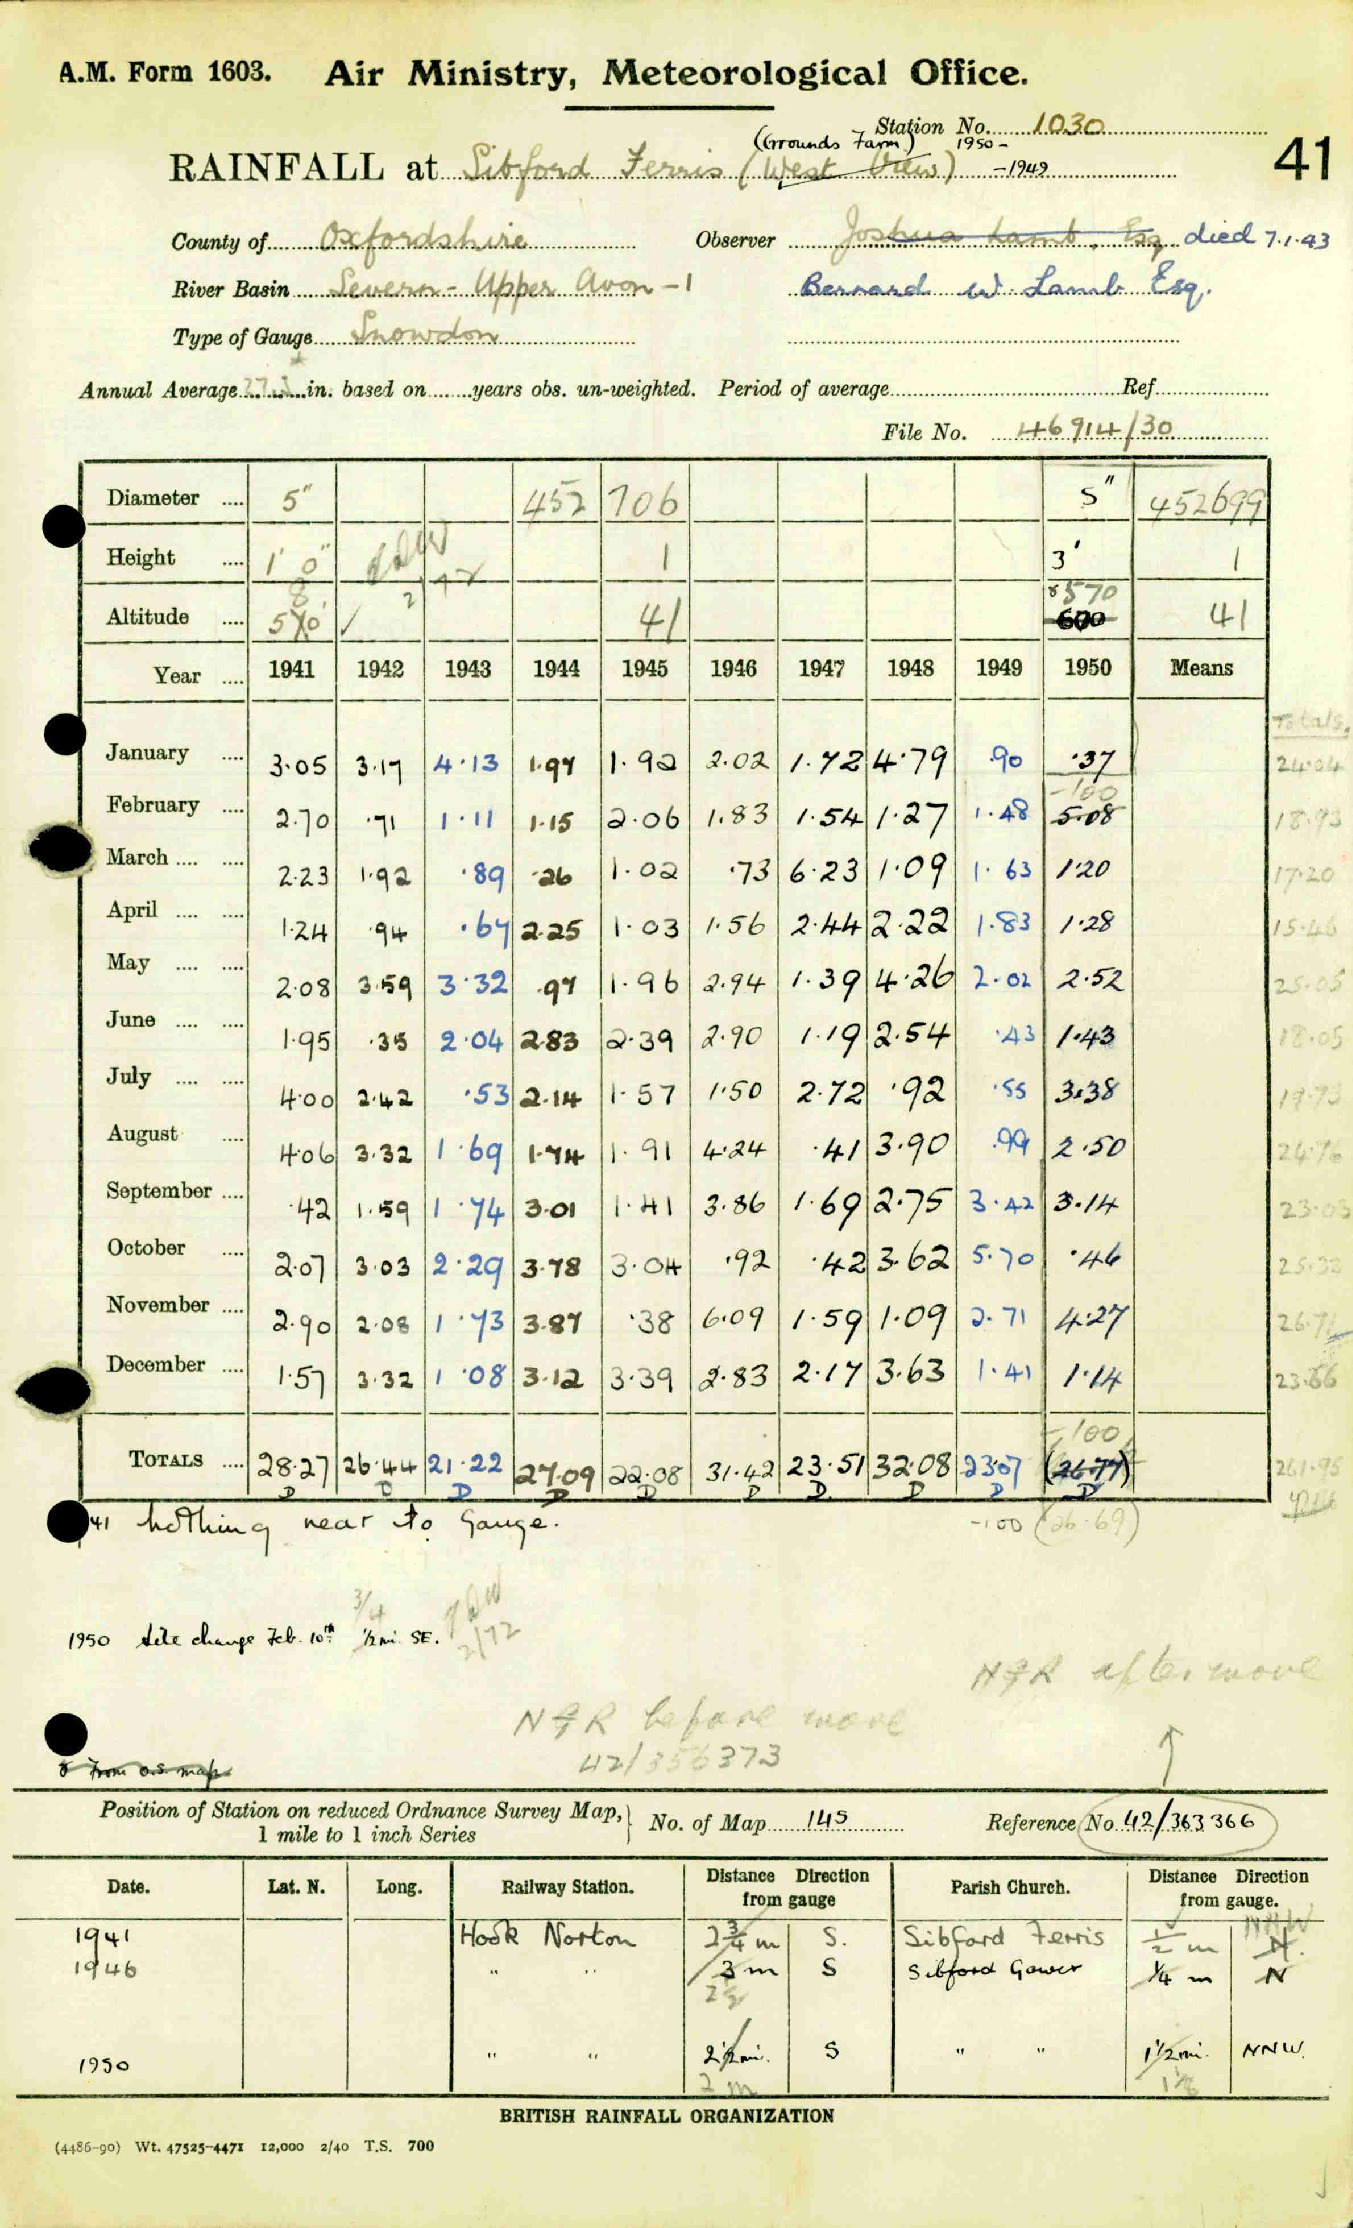 A.M. Form 1603. Air Ministry, Meteorological Office.
Station No. 1030
(Grounds Farm) 1950-
RAINFALL at Sibford Ferris (West View) -1949
41
County of Oxfordshire Observer Joshua Lamb, Esq died 7.1.43
River Basin Severn - Upper Avon - 1 Bernard W. Lamb Esq.
Type of Gauge Snowdon
Annual Average in. based on years obs. un-weighted. Period of average Ref.
File No. 46914/30
Diameter 5" 452 706 5" 452699
Height 1' 0" 1 3' 1
8 *570
Altitude 570' ✓ 41 600 41
Year 1941 1942 1943 1944 1945 1946 1947 1948 1949 1950 Means
Totals.
January 3.05 3.17 4.13 1.97 1.92 2.02 1.72 4.79 .90 .37 24.04
-100
February 2.70 .71 1.11 1.15 2.06 1.83 1.54 1.27 1.48 5.08 18.93
March 2.23 1.92 .89 .26 1.02 .73 6.23 1.09 1.63 1.20 17.20
April 1.24 .94 .67 2.25 1.03 1.56 2.44 2.22 1.83 1.28 15.46
May 2.08 3.59 3.32 .97 1.96 2.94 1.39 4.26 2.02 2.52 25.05
June 1.95 .35 2.04 2.83 2.39 2.90 1.19 2.54 .43 1.43 18.05
July 4.00 2.42 .53 2.14 1.57 1.50 2.72 .92 .55 3.38 19.73
August 4.06 3.32 1.69 1.74 1.91 4.24 .41 3.90 .99 2.50 24.76
September .42 1.59 1.74 3.01 1.41 3.86 1.69 2.75 3.42 3.14 23.03
October 2.07 3.03 2.29 3.78 3.04 .92 .42 3.62 5.70 .46 25.33
November 2.90 2.08 1.73 3.87 .38 6.09 1.59 1.09 2.71 4.27 26.71
December 1.57 3.32 1.08 3.12 3.39 2.83 2.17 3.63 1.41 1.14 23.66
-100
TOTALS 28.27 26.44 21.22 27.09 22.08 31.42 23.51 32.08 23.07 (26.77) 261.95
D D D D D D D D D D
41 nothing near to gauge. -100 (26.69)
3/4
1950 Site change Feb. 10th 1/2 mi. SE. 2/72
NGR after move
NGR before move
42/356373
* From O.S. map
Position of Station on reduced Ordnance Survey Map, 1 mile to 1 inch Series No. of Map 145 Reference No 42/363366
Date. Lat. N. Long. Railway Station. Distance Direction from gauge Parish Church. Distance Direction from gauge.
NNW
1941 Hook Norton 2 3/4 m S. Sibford Ferris 1/2 m N.
1946 " " 3 m S Sibford Gower 1/4 m N
2 1/2
1950 " " 2 1/2 mi. S " " 1 1/2 mi. NNW.
2 m 1 1/8
BRITISH RAINFALL ORGANIZATION
(4486-90) Wt. 47525-4471 12,000 2/40 T.S. 700